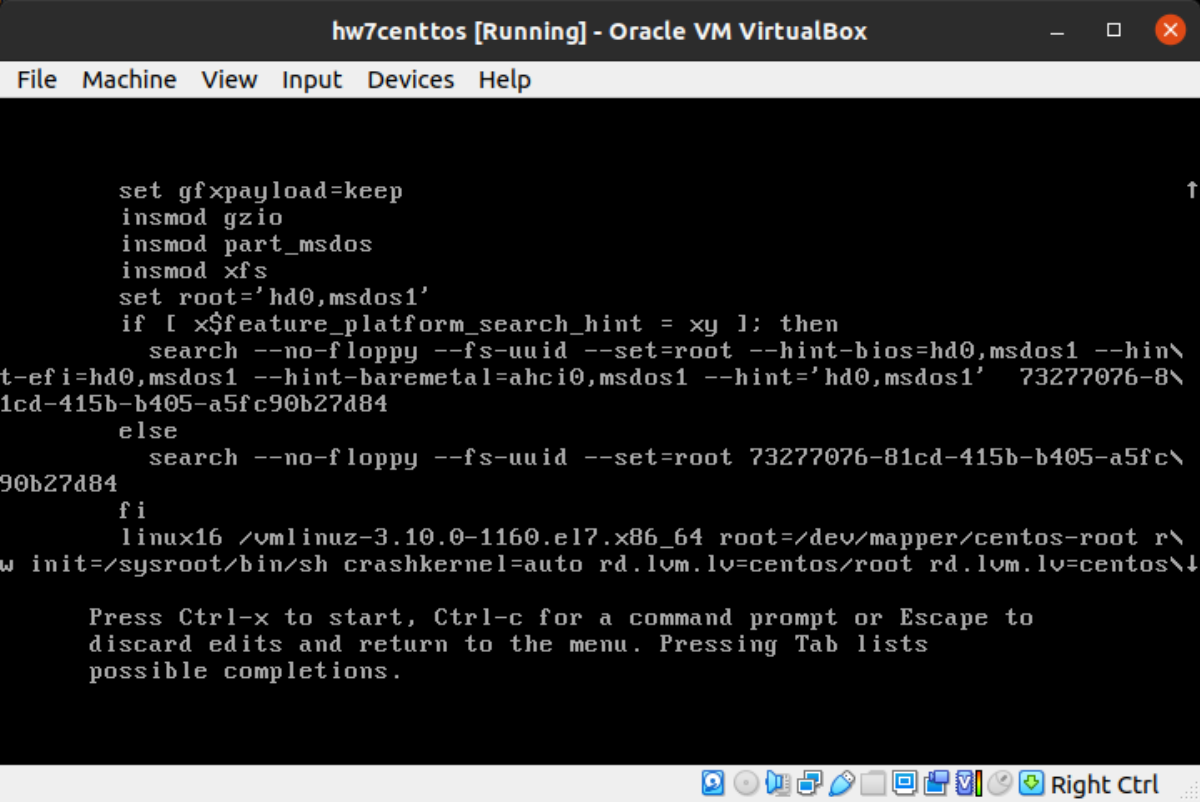 hw7centtos [Running] - Oracle VM VirtualBox
File Machine View Input Devices Help
set gfxpayload=keep
insmod gzio
insmod part_msdos
insmod xfs
set root='hd0,msdos1'
if [ x$feature_platform_search_hint = xy ]; then
search --no-floppy --fs-uuid --set=root --hint-bios=hd0,msdos1 --hin\
t-efi=hd0,msdos1 --hint-baremetal=ahci0,msdos1 --hint='hd0,msdos1'  73277076-8\
1cd-415b-b405-a5fc90b27d84
else
search --no-floppy --fs-uuid --set=root 73277076-81cd-415b-b405-a5fc\
90b27d84
fi
linux16 /vmlinuz-3.10.0-1160.el7.x86_64 root=/dev/mapper/centos-root r\
w init=/sysroot/bin/sh crashkernel=auto rd.lvm.lv=centos/root rd.lvm.lv=centos\
Press Ctrl-x to start, Ctrl-c for a command prompt or Escape to
discard edits and return to the menu. Pressing Tab lists
possible completions.
Right Ctrl